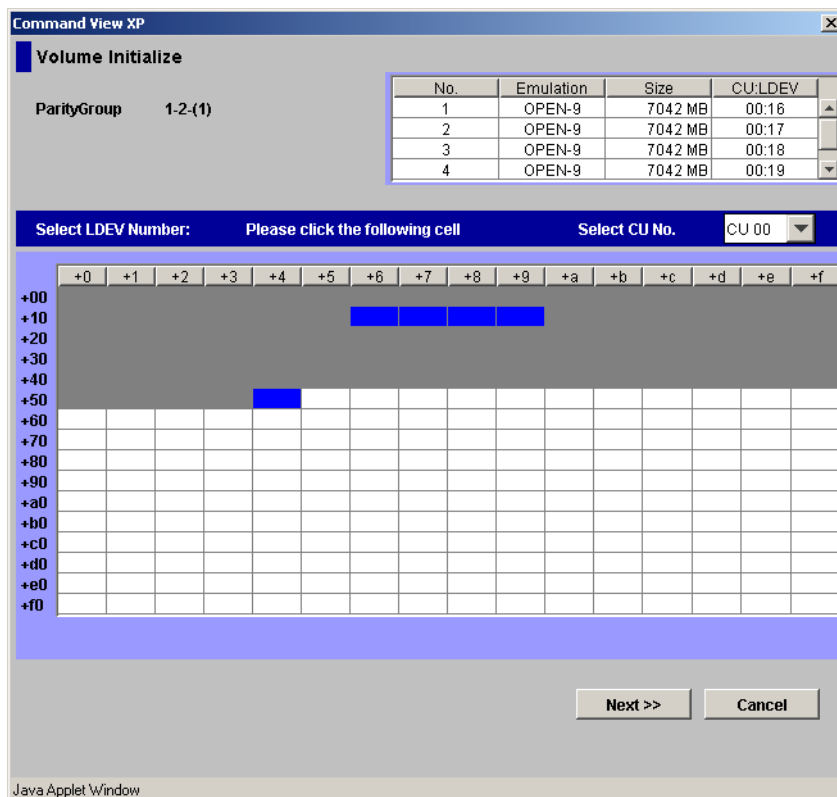 Command View XP
Volume Initialize
ParityGroup 1-2-(1)
No. Emulation Size CU:LDEV
1 OPEN-9 7042 MB 00:16
2 OPEN-9 7042 MB 00:17
3 OPEN-9 7042 MB 00:18
4 OPEN-9 7042 MB 00:19
Select LDEV Number: Please click the following cell Select CU No. CU 00
+0 +1 +2 +3 +4 +5 +6 +7 +8 +9 +a +b +c +d +e +f
+00
+10
+20
+30
+40
+50
+60
+70
+80
+90
+a0
+b0
+c0
+d0
+e0
+f0
Next >> Cancel
Java Applet Window